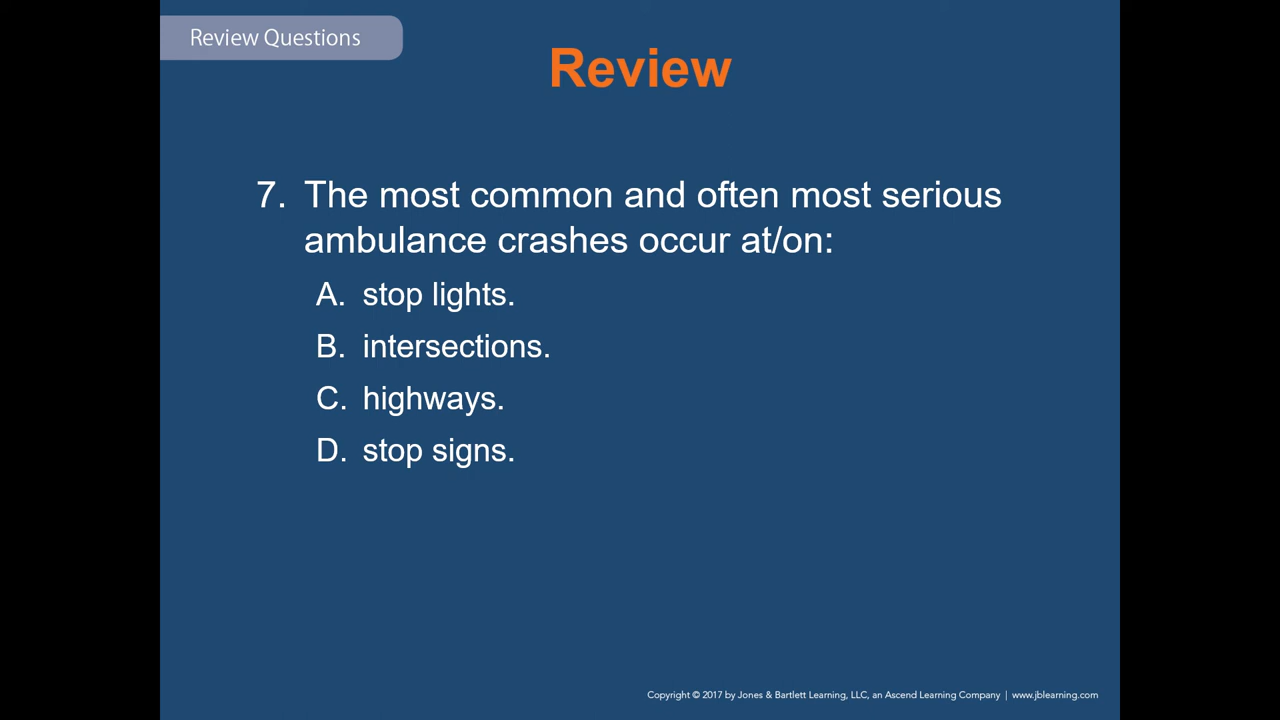 Review Questions
Review
7. The most common and often most serious
ambulance crashes occur at/on:
A. stop lights.
B. intersections.
C. highways.
D. stop signs.
Copyright © 2017 by Jones & Bartlett Learning, LLC, an Ascend Learning Company | www.jblearning.com